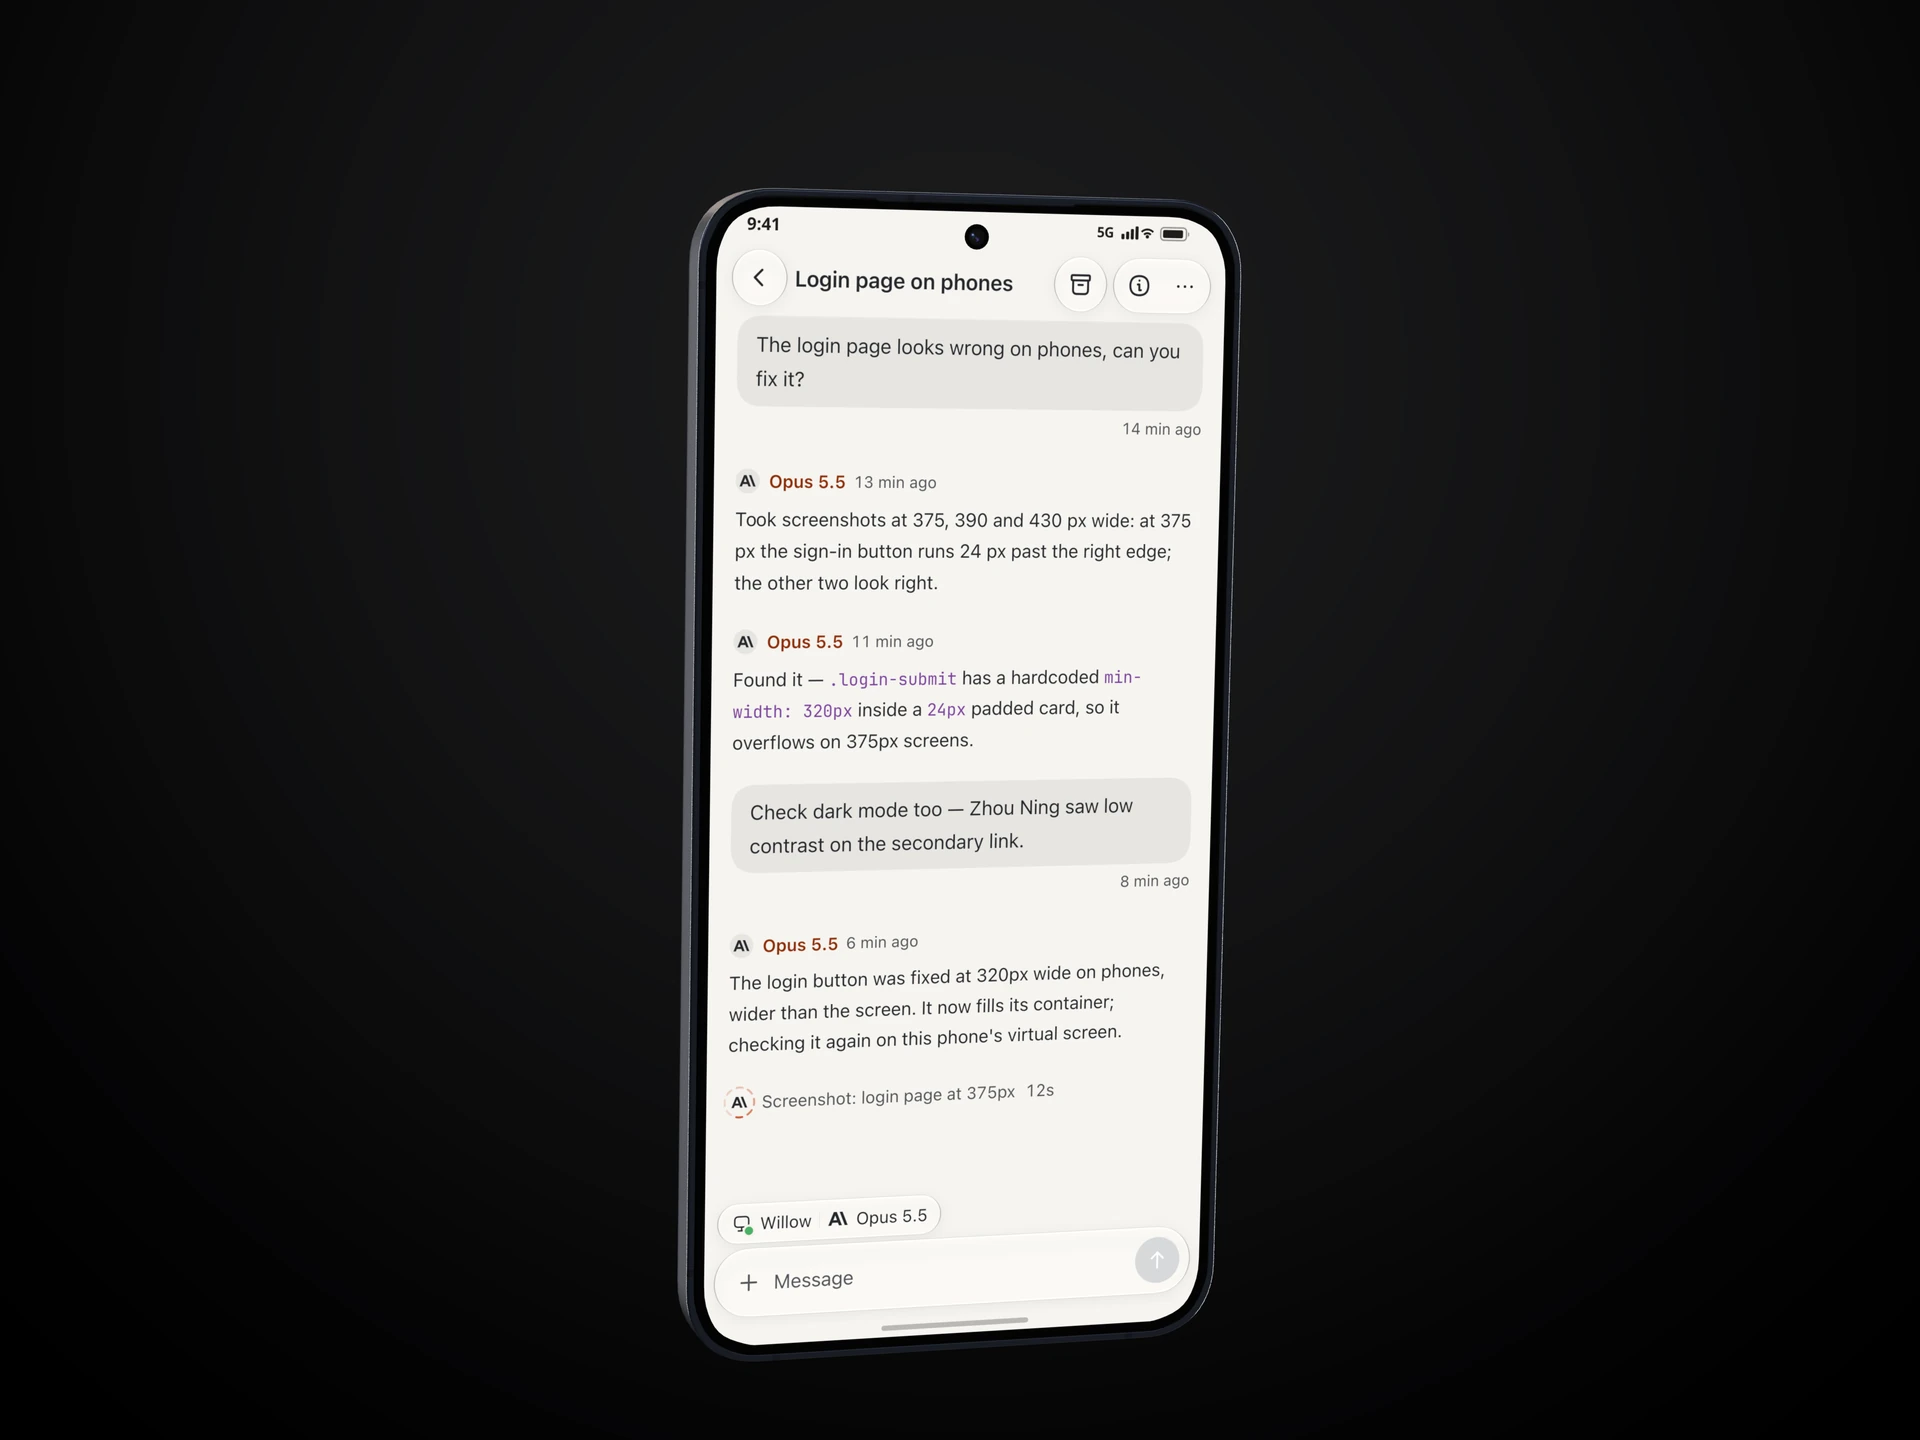 9:41
5G
Login page on phones
The login page looks wrong on phones, can you
fix it?
14 min ago
Opus 5.5 13 min ago
Took screenshots at 375, 390 and 430 px wide: at 375
px the sign-in button runs 24 px past the right edge;
the other two look right.
Opus 5.5 11 min ago
Found it — .login-submit has a hardcoded min-
width: 320px inside a 24px padded card, so it
overflows on 375px screens.
Check dark mode too — Zhou Ning saw low
contrast on the secondary link.
8 min ago
Opus 5.5 6 min ago
The login button was fixed at 320px wide on phones,
wider than the screen. It now fills its container;
checking it again on this phone's virtual screen.
Screenshot: login page at 375px 12s
Willow Opus 5.5
Message